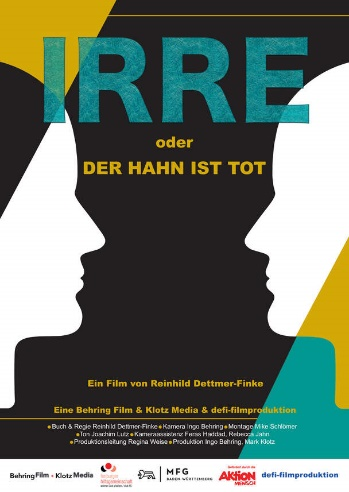 IRRE
oder
DER HAHN IST TOT
Ein Film von Reinhild Dettmer-Finke
Eine Behring Film & Klotz Media & defi-filmproduktion
●Buch & Regie Reinhild Dettmer-Finke●Kamera Ingo Behring●Montage Mike Schlömer
●Ton Joachim Lutz●Kameraassistenz Feras Haddad, Rebecca Jahn
●Produktionsleitung Regina Weise●Produktion Ingo Behring, Mark Klotz
BehringFilm + Klotz Media
MFG
BADEN-WÜRTTEMBERG
AKTION
MENSCH
defi-filmproduktion